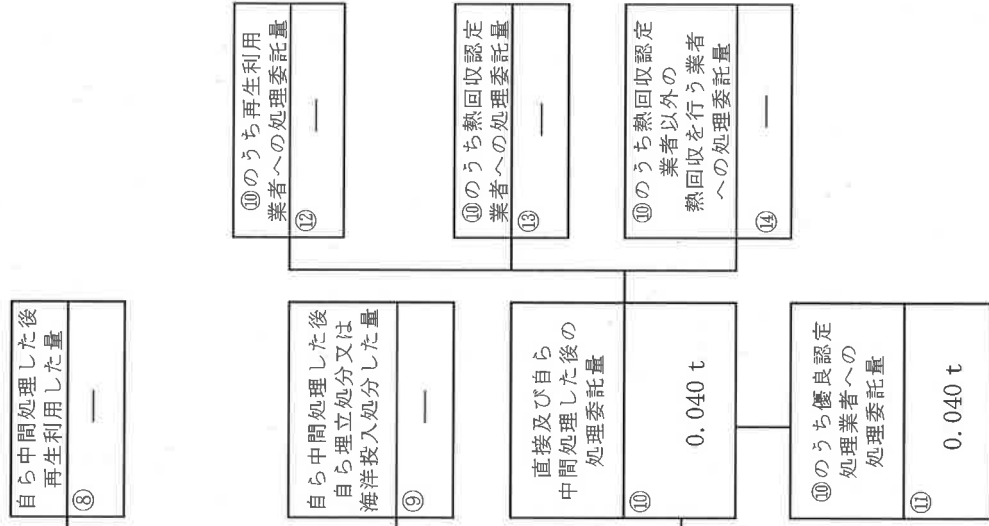 自ら中間処理した後
再生利用した量
⑧
—
自ら中間処理した後
自ら埋立処分又は
海洋投入処分した量
⑨
—
直接及び自ら
中間処理した後の
処理委託量
⑩
0.040 t
⑩のうち優良認定
処理業者への
処理委託量
⑪
0.040 t
⑩のうち再生利用
業者への処理委託量
⑫
—
⑩のうち熱回収認定
業者への処理委託量
⑬
—
⑩のうち熱回収認定
業者以外の
熱回収を行う業者
への処理委託量
⑭
—